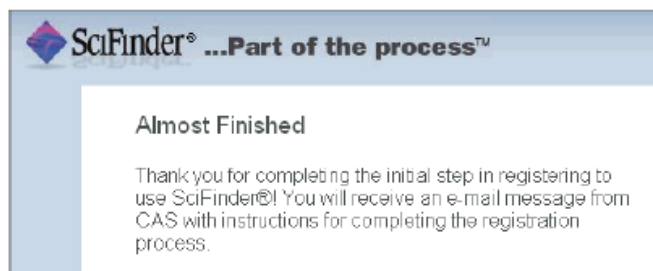 SciFinder® ...Part of the process™
Almost Finished
Thank you for completing the initial step in registering to
use SciFinder®! You will receive an e-mail message from
CAS with instructions for completing the registration
process.